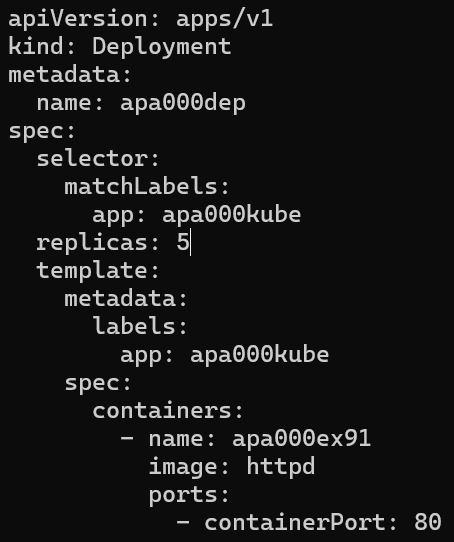 apiVersion: apps/v1
kind: Deployment
metadata:
  name: apa000dep
spec:
  selector:
    matchLabels:
      app: apa000kube
  replicas: 5
  template:
    metadata:
      labels:
        app: apa000kube
    spec:
      containers:
        - name: apa000ex91
          image: httpd
          ports:
            - containerPort: 80